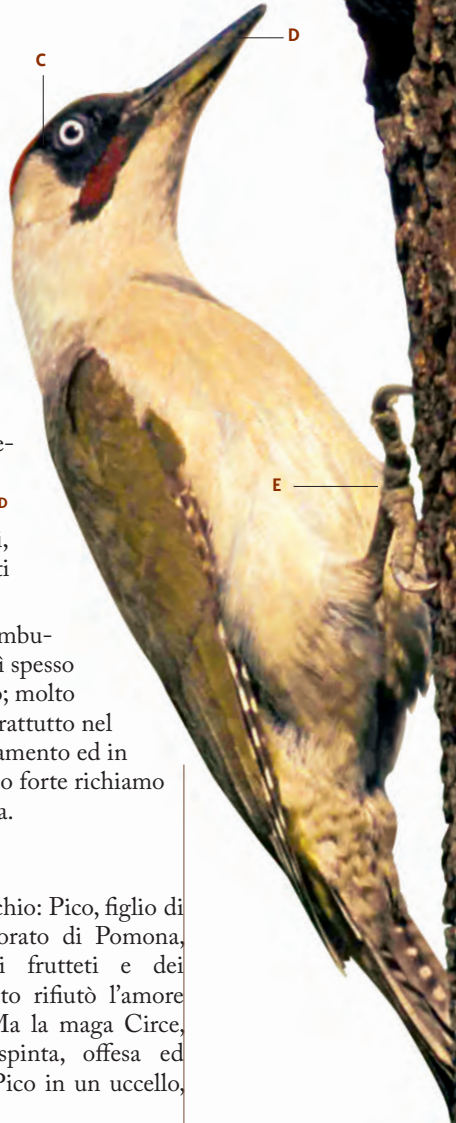 C
D
E
e-
D
i,
ti
mbu-
ì spesso
o; molto
rattutto nel
amento ed in
o forte richiamo
a.
chio: Pico, figlio di
orato di Pomona,
i frutteti e dei
to rifiutò l'amore
Ma la maga Circe,
spinta, offesa ed
Pico in un uccello,